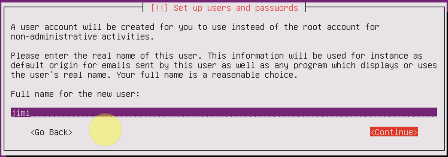 [!!] Set up users and passwords
A user account will be created for you to use instead of the root account for
non-administrative activities.
Please enter the real name of this user. This information will be used for instance as
default origin for emails sent by this user as well as any program which displays or uses
the user's real name. Your full name is a reasonable choice.
Full name for the new user:
jimi
<Go Back> <Continue>